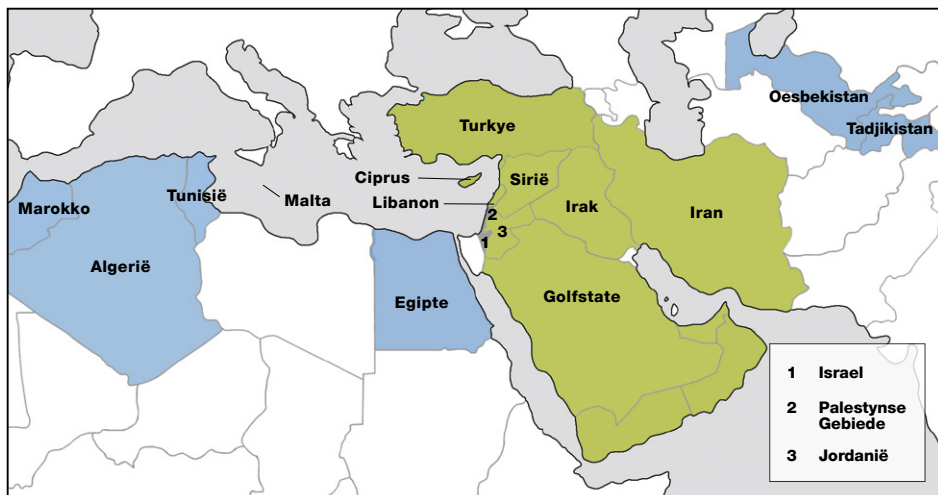 Oesbekistan
Turkye
Tadjikistan
Ciprus
Sirië
Tunisië
Malta
Libanon
Marokko
Irak
Iran
2
3
1
Algerië
Egipte
Golfstate
1 Israel
2 Palestynse
Gebiede
3 Jordanië